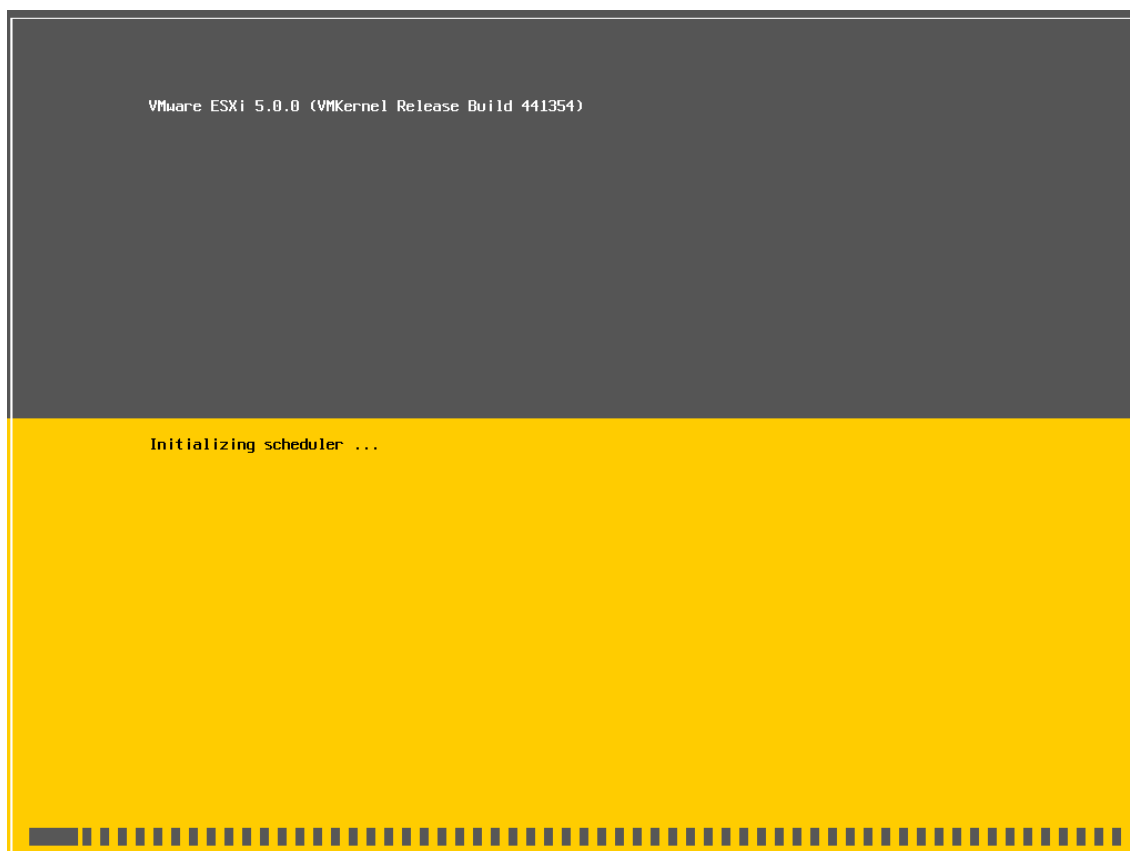 VMware ESXi 5.0.0 (VMKernel Release Build 441354)
Initializing scheduler ...